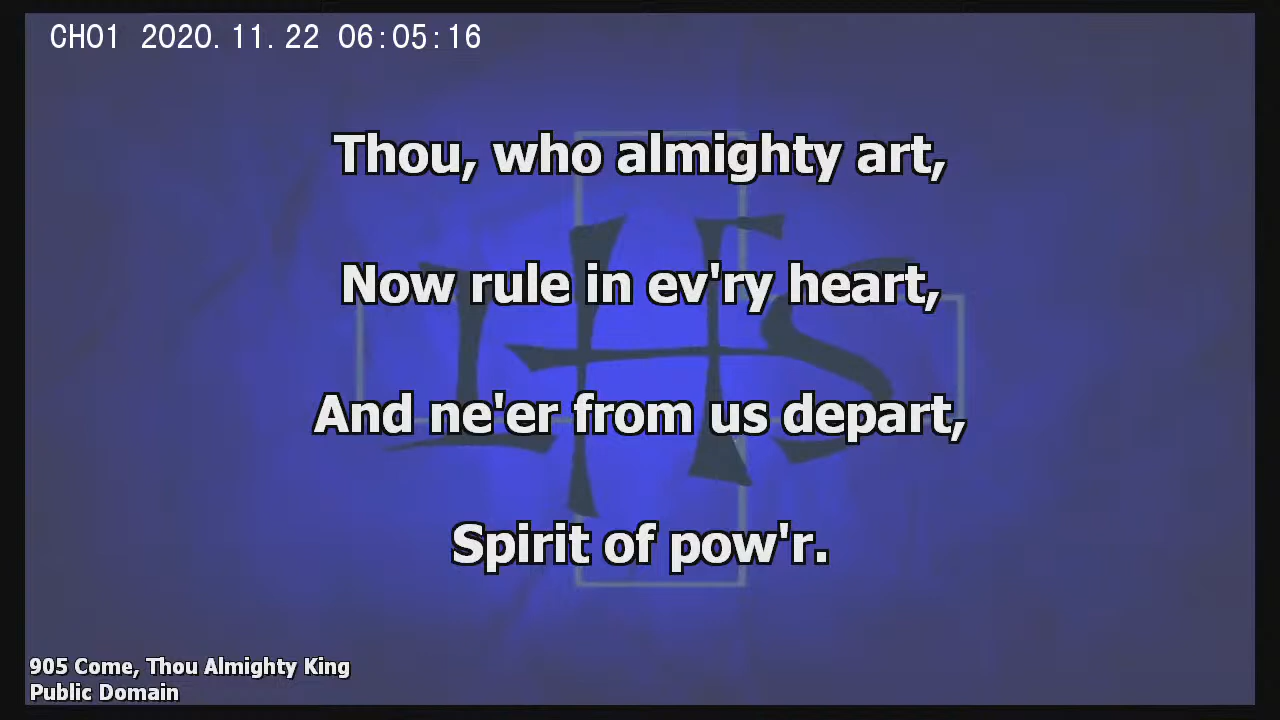 CH01 2020.11.22 06:05:16
Thou, who almighty art,
Now rule in ev'ry heart,
And ne'er from us depart,
Spirit of pow'r.
IHS
905 Come, Thou Almighty King
Public Domain